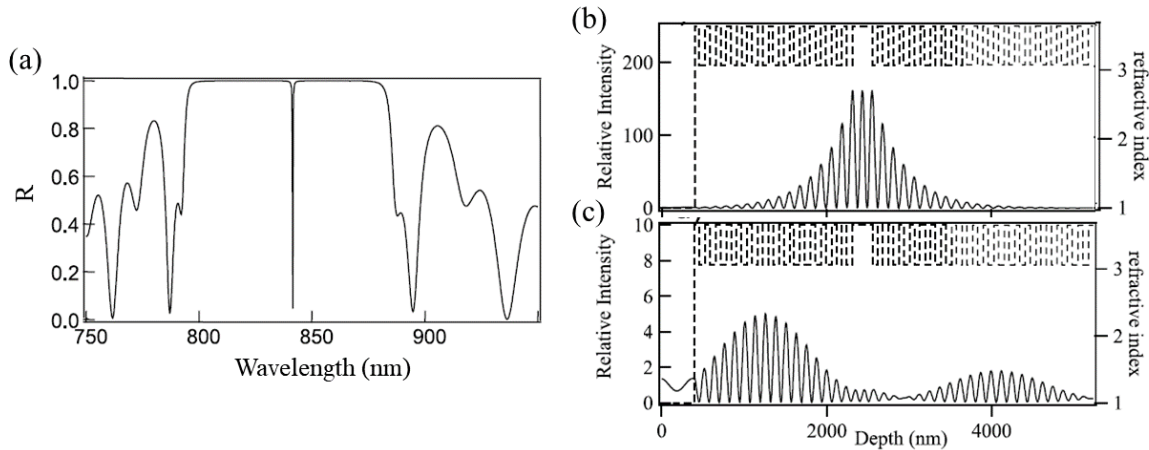 (a)
R
1.0
0.8
0.6
0.4
0.2
0.0
750
800
850
900
Wavelength (nm)
(b)
Relative Intensity
200
100
0
3
2
1
refractive index
(c)
Relative Intensity
10
8
6
4
2
0
3
2
1
refractive index
0
2000
4000
Depth (nm)